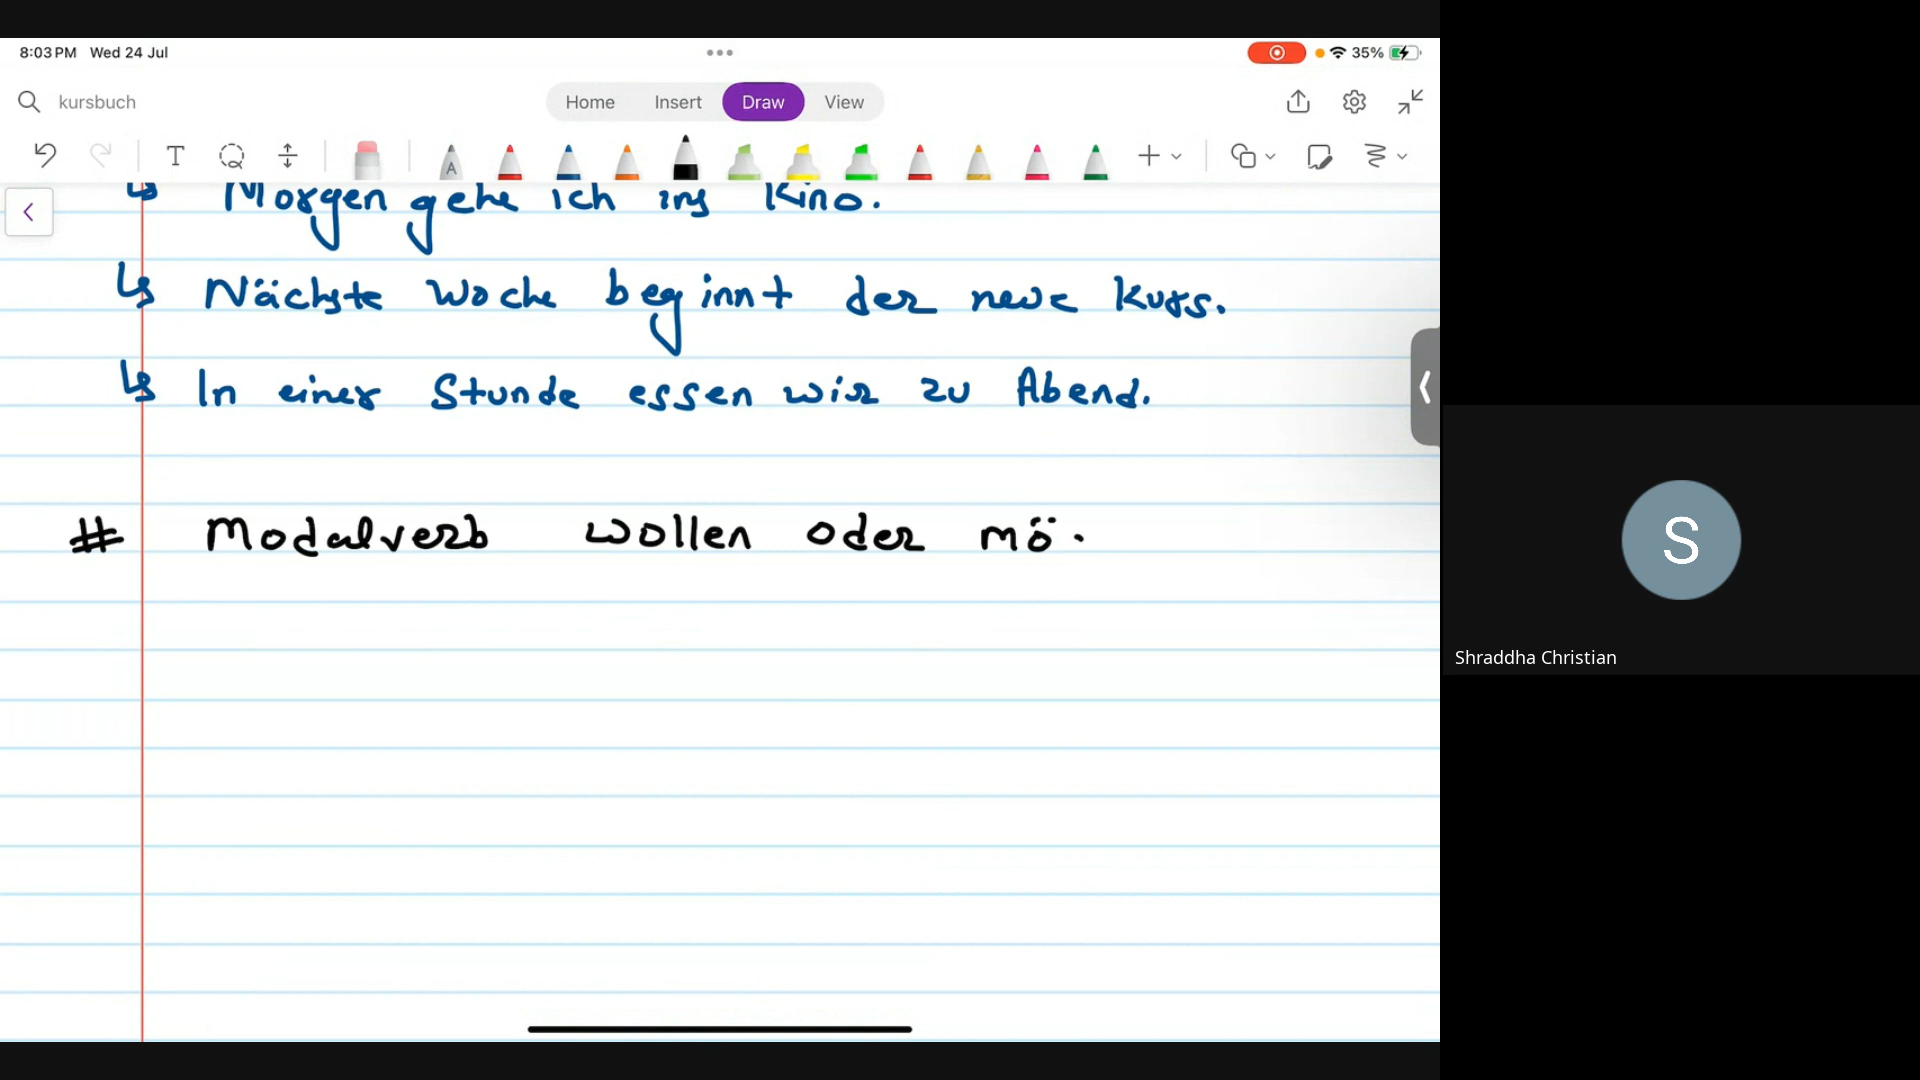 8:03 PM Wed 24 Jul 35%
kursbuch Home Insert Draw View
T A
↳ Morgen gehe ich ins Kino.
↳ Nächste Woche beginnt der neue Kurs.
↳ In einer Stunde essen wir zu Abend.
# Modalverb wollen oder mö.
S
Shraddha Christian